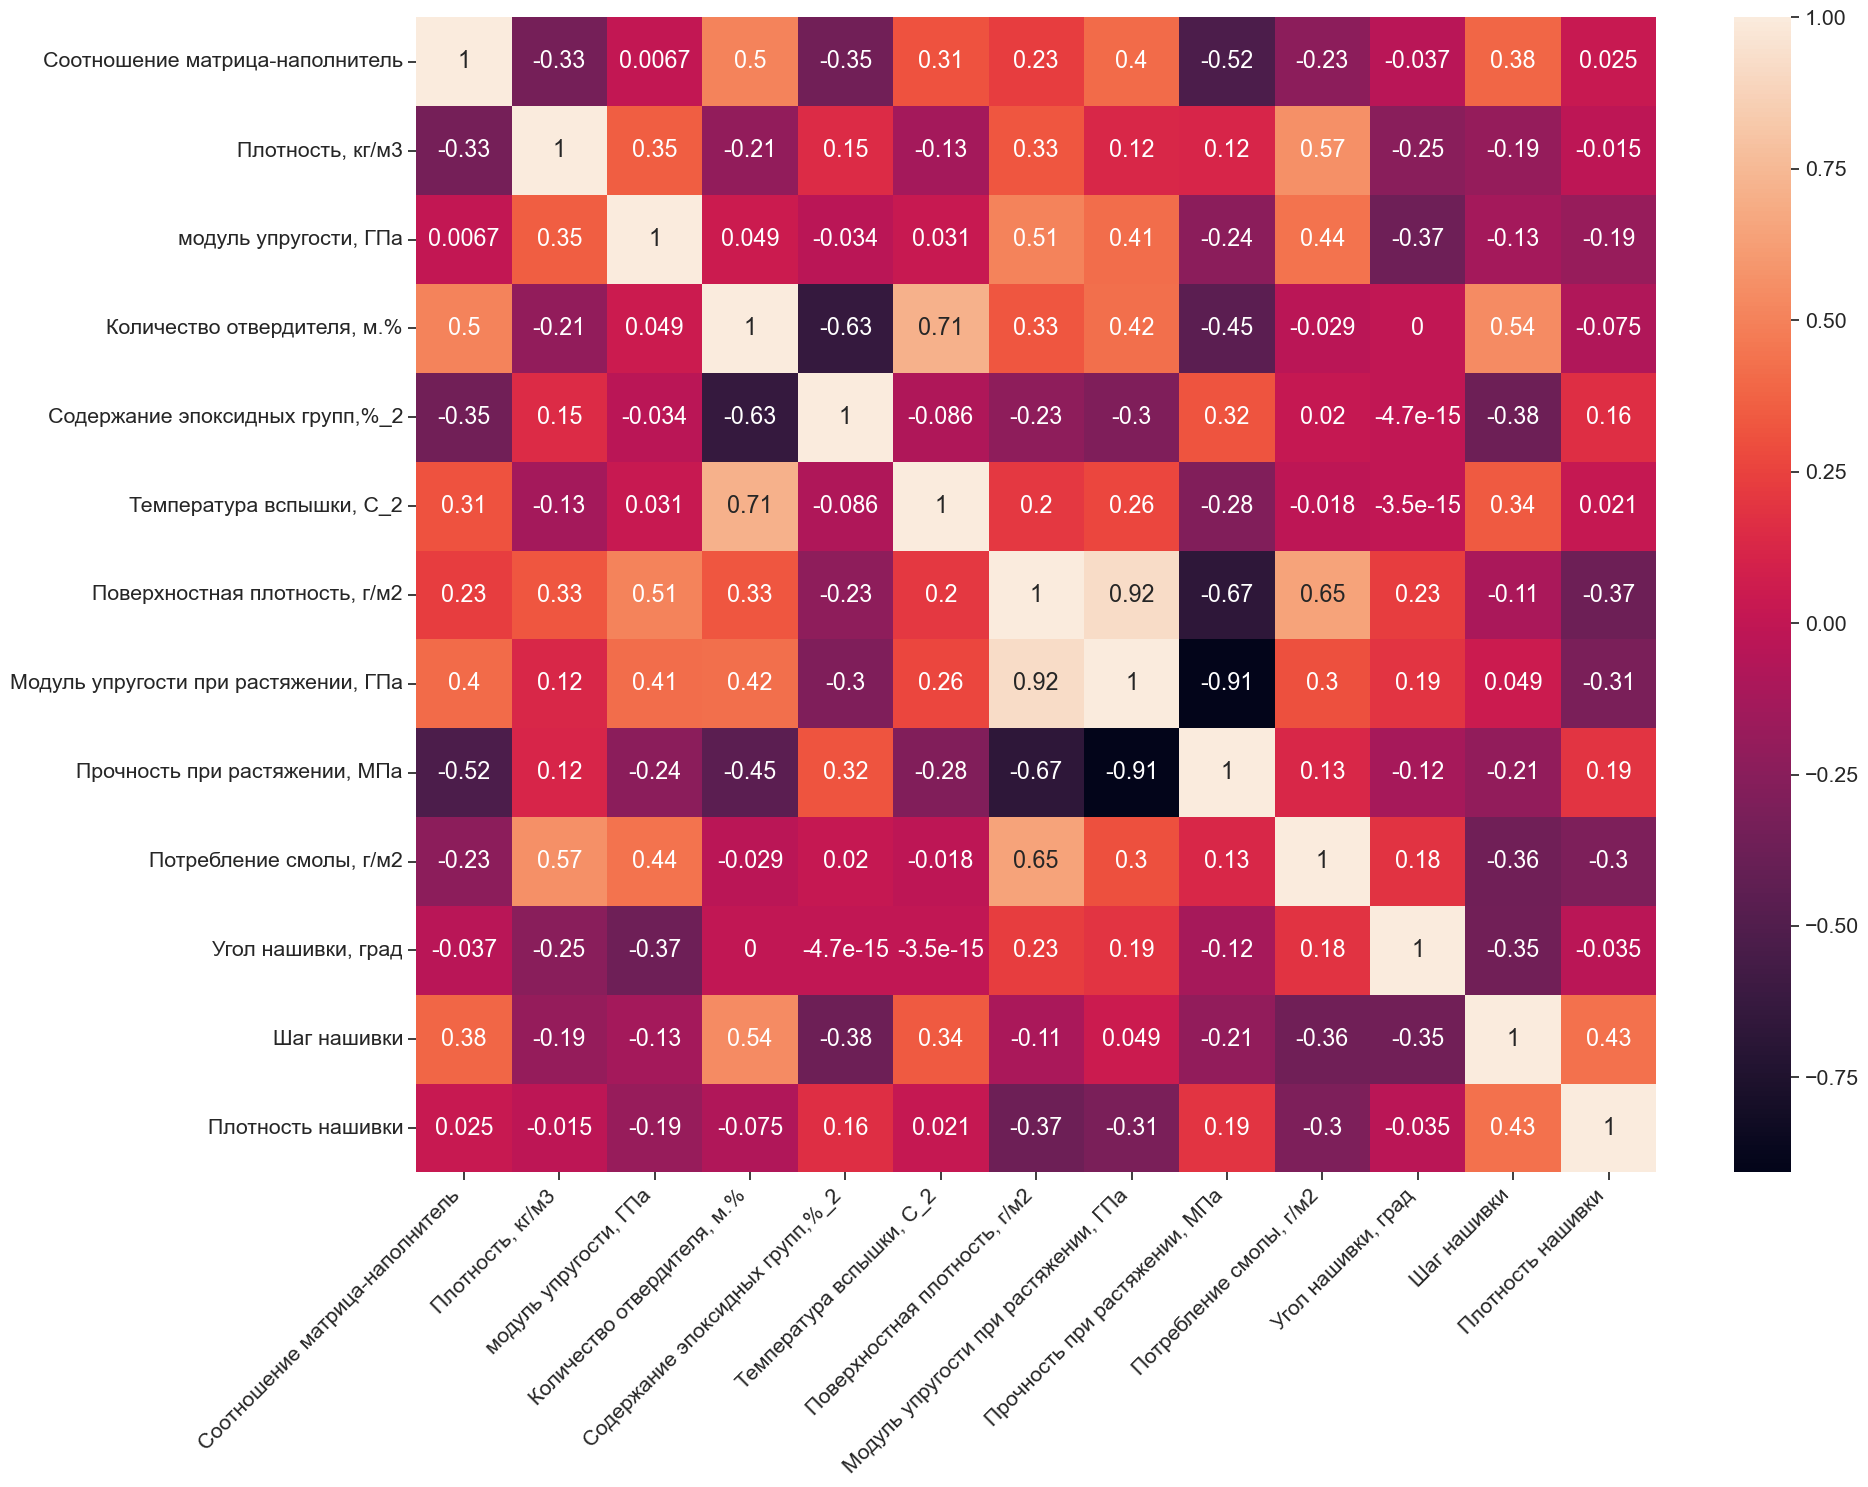 Соотношение матрица-наполнитель 1 -0.33 0.0067 0.5 -0.35 0.31 0.23 0.4 -0.52 -0.23 -0.037 0.38 0.025
Плотность, кг/м3 -0.33 1 0.35 -0.21 0.15 -0.13 0.33 0.12 0.12 0.57 -0.25 -0.19 -0.015
модуль упругости, ГПа 0.0067 0.35 1 0.049 -0.034 0.031 0.51 0.41 -0.24 0.44 -0.37 -0.13 -0.19
Количество отвердителя, м.% 0.5 -0.21 0.049 1 -0.63 0.71 0.33 0.42 -0.45 -0.029 0 0.54 -0.075
Содержание эпоксидных групп,%_2 -0.35 0.15 -0.034 -0.63 1 -0.086 -0.23 -0.3 0.32 0.02 -4.7e-15 -0.38 0.16
Температура вспышки, С_2 0.31 -0.13 0.031 0.71 -0.086 1 0.2 0.26 -0.28 -0.018 -3.5e-15 0.34 0.021
Поверхностная плотность, г/м2 0.23 0.33 0.51 0.33 -0.23 0.2 1 0.92 -0.67 0.65 0.23 -0.11 -0.37
Модуль упругости при растяжении, ГПа 0.4 0.12 0.41 0.42 -0.3 0.26 0.92 1 -0.91 0.3 0.19 0.049 -0.31
Прочность при растяжении, МПа -0.52 0.12 -0.24 -0.45 0.32 -0.28 -0.67 -0.91 1 0.13 -0.12 -0.21 0.19
Потребление смолы, г/м2 -0.23 0.57 0.44 -0.029 0.02 -0.018 0.65 0.3 0.13 1 0.18 -0.36 -0.3
Угол нашивки, град -0.037 -0.25 -0.37 0 -4.7e-15 -3.5e-15 0.23 0.19 -0.12 0.18 1 -0.35 -0.035
Шаг нашивки 0.38 -0.19 -0.13 0.54 -0.38 0.34 -0.11 0.049 -0.21 -0.36 -0.35 1 0.43
Плотность нашивки 0.025 -0.015 -0.19 -0.075 0.16 0.021 -0.37 -0.31 0.19 -0.3 -0.035 0.43 1
Соотношение матрица-наполнитель
Плотность, кг/м3
модуль упругости, ГПа
Количество отвердителя, м.%
Содержание эпоксидных групп,%_2
Температура вспышки, С_2
Поверхностная плотность, г/м2
Модуль упругости при растяжении, ГПа
Прочность при растяжении, МПа
Потребление смолы, г/м2
Угол нашивки, град
Шаг нашивки
Плотность нашивки
1.00
0.75
0.50
0.25
0.00
−0.25
−0.50
−0.75